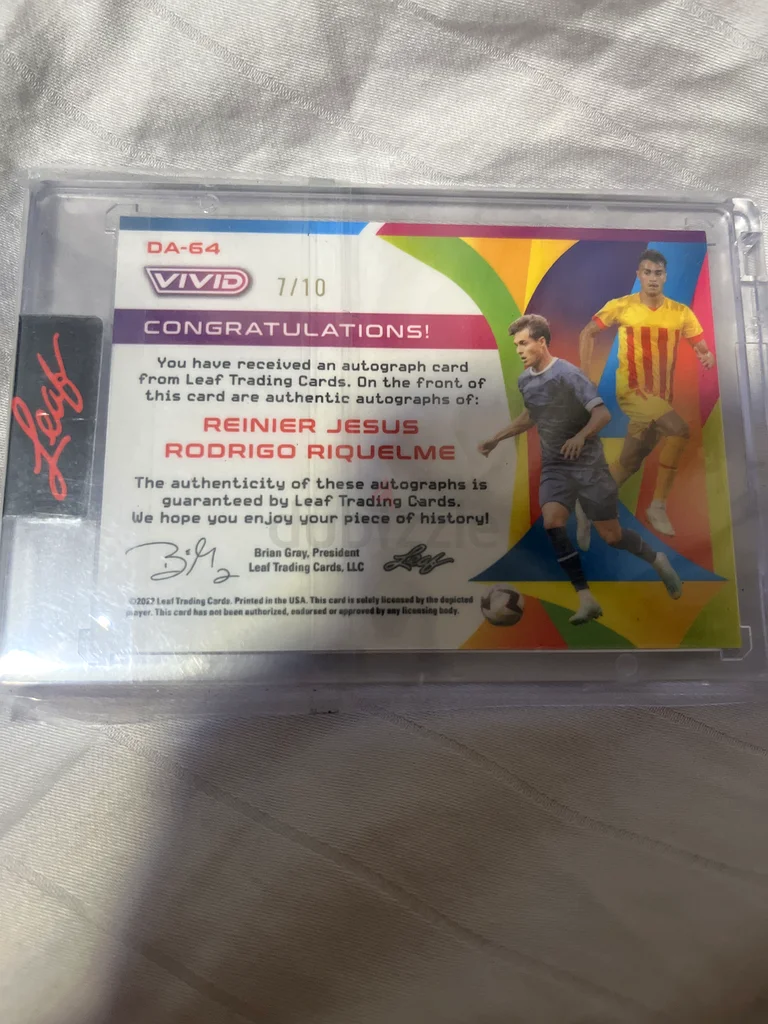 DA-64
VIVID
7/10
CONGRATULATIONS!
You have received an autograph card
from Leaf Trading Cards. On the front of
this card are authentic autographs of:
REINIER JESUS
RODRIGO RIQUELME
The authenticity of these autographs is
guaranteed by Leaf Trading Cards.
We hope you enjoy your piece of history!
Brian Gray, President
Leaf Trading Cards, LLC
Leaf
©2022 Leaf Trading Cards. Printed in the USA. This card is solely licensed by the depicted
player. This card has not been authorized, endorsed or approved by any licensing body.
Leaf
dubizzle